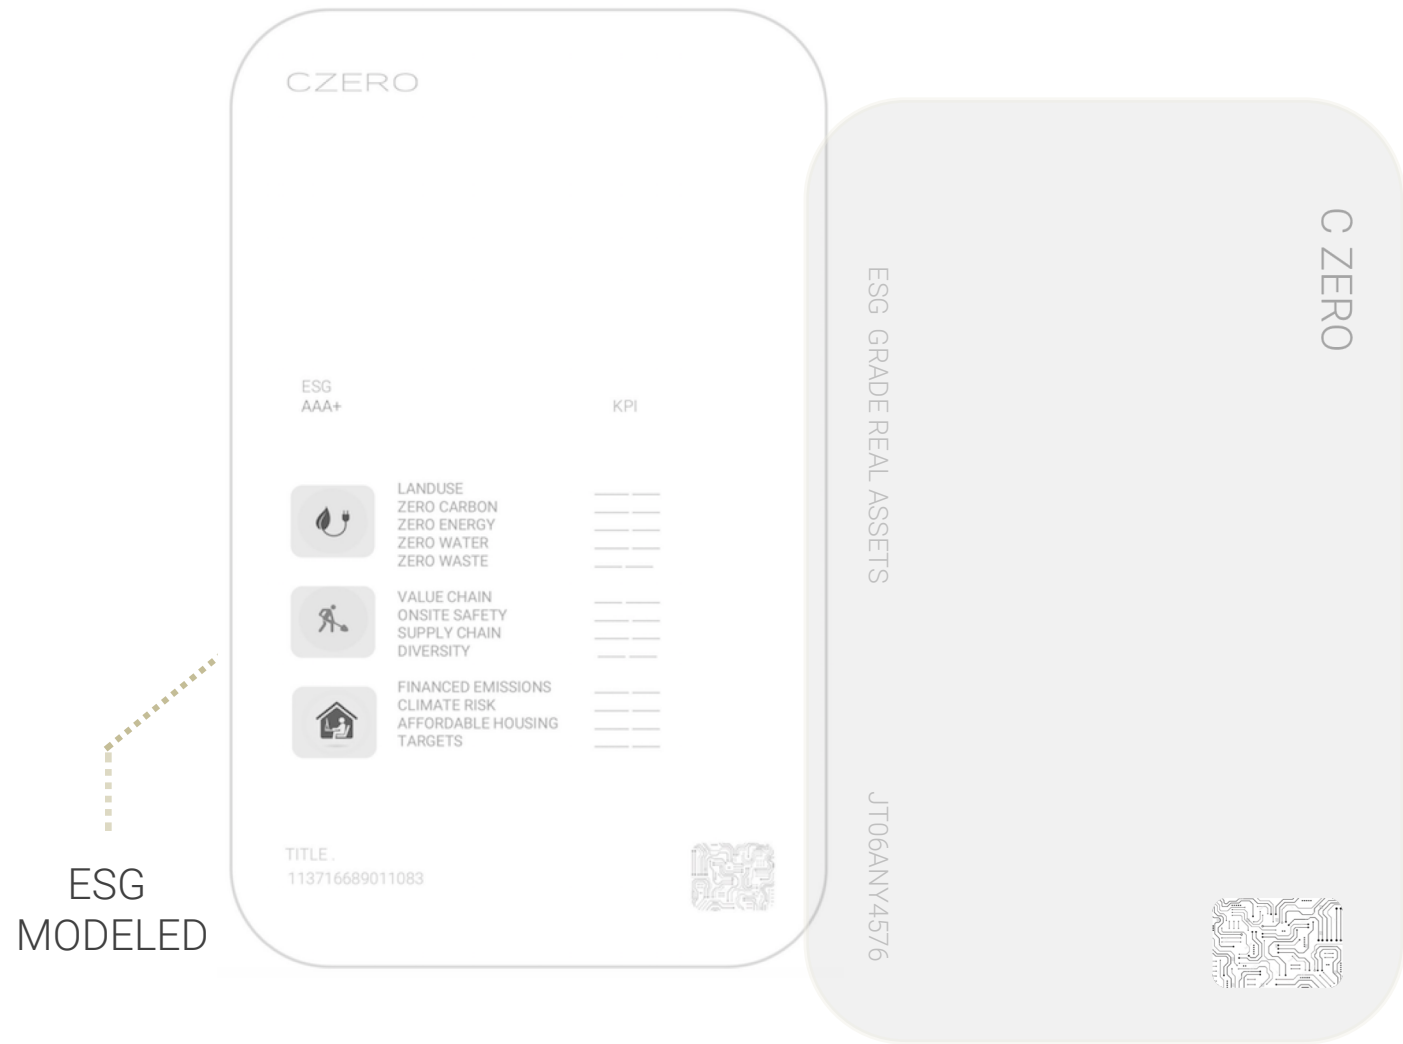 CZERO
ESG
AAA+
KPI
LANDUSE
ZERO CARBON
ZERO ENERGY
ZERO WATER
ZERO WASTE
VALUE CHAIN
ONSITE SAFETY
SUPPLY CHAIN
DIVERSITY
FINANCED EMISSIONS
CLIMATE RISK
AFFORDABLE HOUSING
TARGETS
TITLE .
113716689011083
ESG
MODELED
C ZERO
ESG GRADE REAL ASSETS
JT06ANY4576